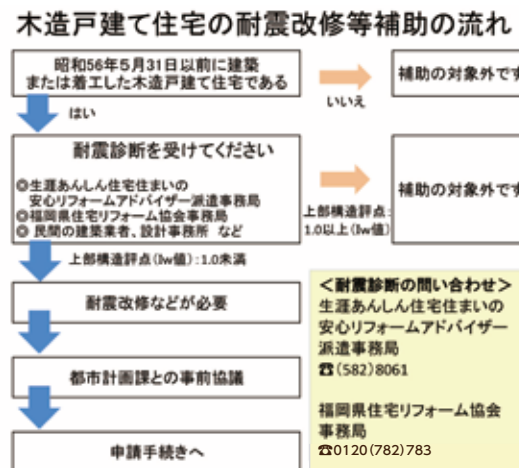 木造戸建て住宅の耐震改修等補助の流れ
昭和56年5月31日以前に建築
または着工した木造戸建て住宅である
いいえ
補助の対象外です
はい
耐震診断を受けてください
◎生涯あんしん住宅住まいの
安心リフォームアドバイザー派遣事務局
◎福岡県住宅リフォーム協会事務局
◎ 民間の建築業者、設計事務所 など
上部構造評点:
1.0以上(Iw値)
補助の対象外です
上部構造評点(Iw値):1.0未満
耐震改修などが必要
都市計画課との事前協議
申請手続きへ
＜耐震診断の問い合わせ＞
生涯あんしん住宅住まいの
安心リフォームアドバイザー
派遣事務局
☎(582)8061
福岡県住宅リフォーム協会
事務局
☎0120(782)783